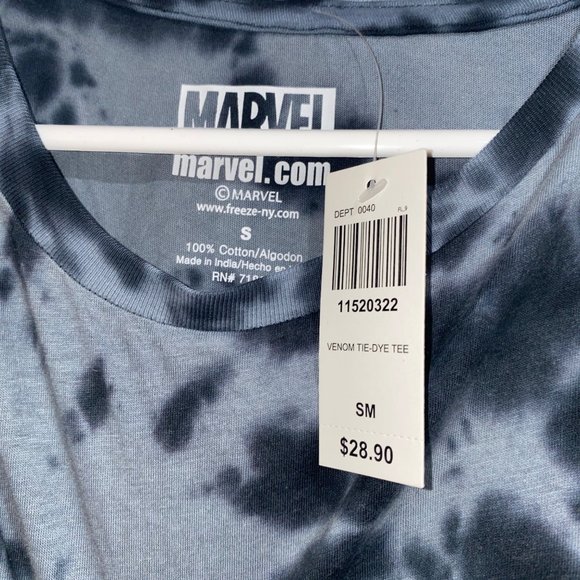 MARVEL
marvel.com
© MARVEL
www.freeze-ny.com
S
100% Cotton/Algodon
Made in India/Hecho en
RN#
DEPT 0040
11520322
VENOM TIE-DYE TEE
SM
$28.90